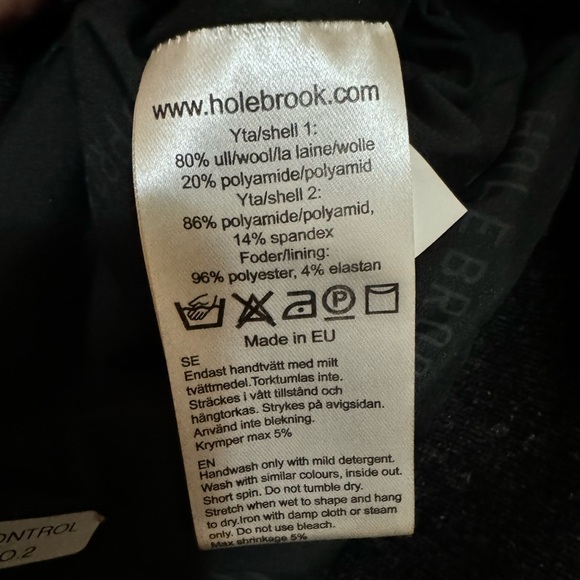 www.holebrook.com
Yta/shell 1:
80% ull/wool/la laine/wolle
20% polyamide/polyamid
Yta/shell 2:
86% polyamide/polyamid,
14% spandex
Foder/lining:
96% polyester, 4% elastan
P
Made in EU
SE
Endast handtvätt med milt
tvättmedel.Torktumlas inte.
Sträckes i vått tillstånd och
hängtorkas. Strykes på avigsidan.
Använd inte blekning.
Krymper max 5%
EN
Handwash only with mild detergent.
Wash with similar colours, inside out.
Short spin. Do not tumble dry.
Stretch when wet to shape and hang
to dry.Iron with damp cloth or steam
only. Do not use bleach.
Max shrinkage 5%
ONTROL
O.2
HOLEBROO